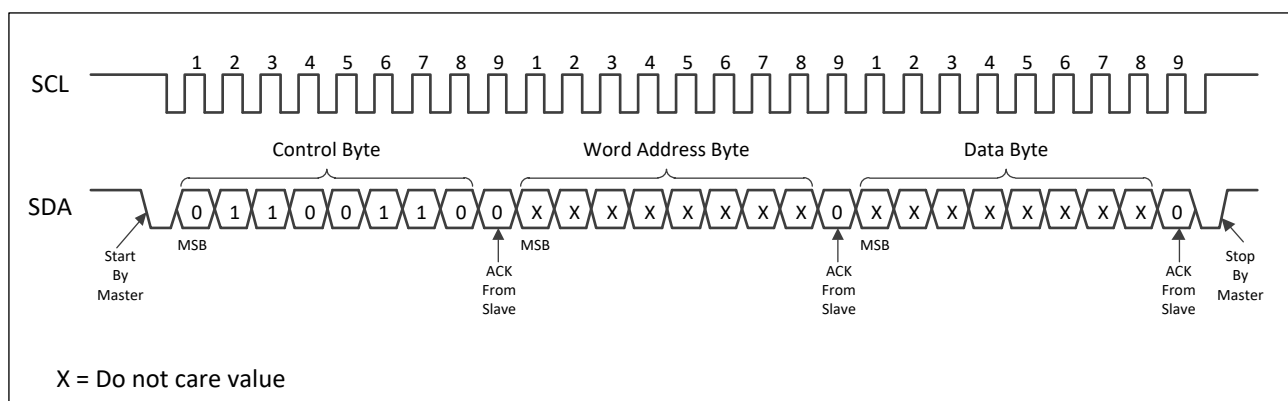 1 2 3 4 5 6 7 8 9 1 2 3 4 5 6 7 8 9 1 2 3 4 5 6 7 8 9
SCL
Control Byte Word Address Byte Data Byte
SDA
0 1 1 0 0 1 1 0 0 X X X X X X X X 0 X X X X X X X X 0
MSB MSB MSB
Start
By
Master
ACK
From
Slave
ACK
From
Slave
ACK
From
Slave
Stop
By
Master
X = Do not care value